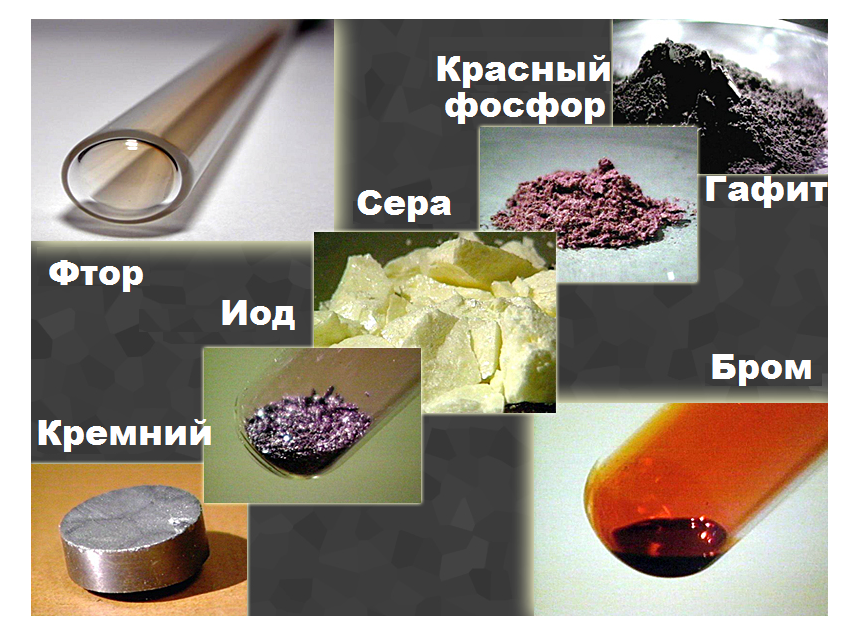 Красный
фосфор
Гафит
Сера
Фтор
Иод
Бром
Кремний